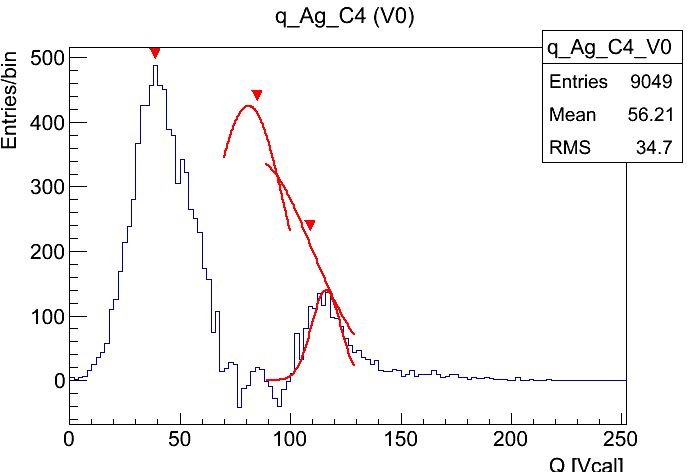 q_Ag_C4 (V0)
q_Ag_C4_V0
Entries 9049
Mean 56.21
RMS 34.7
Entries/bin
500
400
300
200
100
0
0 50 100 150 200 250
Q [Vcal]